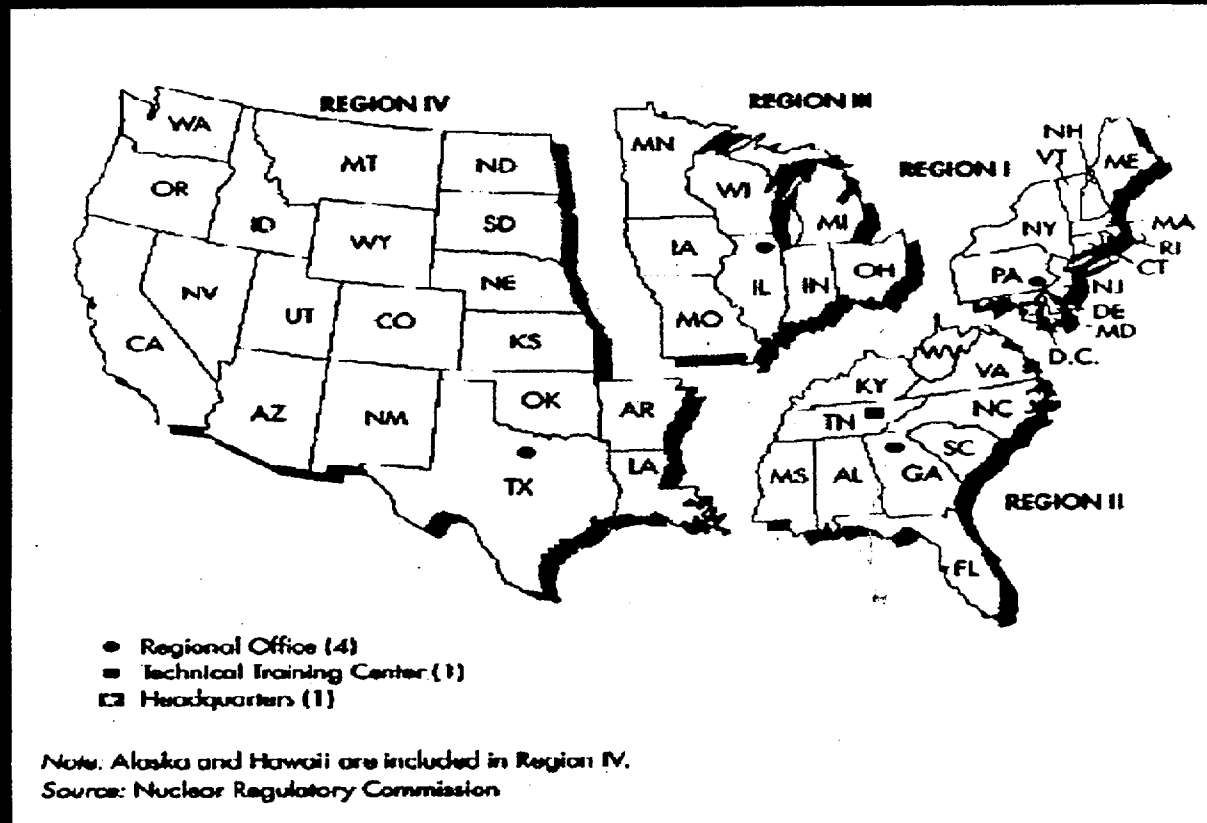 REGION IV
REGION III
REGION I
REGION II
WA
MT
ND
OR
ID
SD
WY
NE
NV
UT
CO
KS
CA
AZ
NM
OK
AR
TX
LA
MN
WI
MI
IA
IL
IN
OH
MO
NH
VT
ME
NY
MA
RI
CT
PA
NJ
DE
MD
D.C.
WV
VA
KY
NC
TN
SC
MS
AL
GA
FL
Regional Office (4)
Technical Training Center (1)
Headquarters (1)
Note: Alaska and Hawaii are included in Region IV.
Source: Nuclear Regulatory Commission